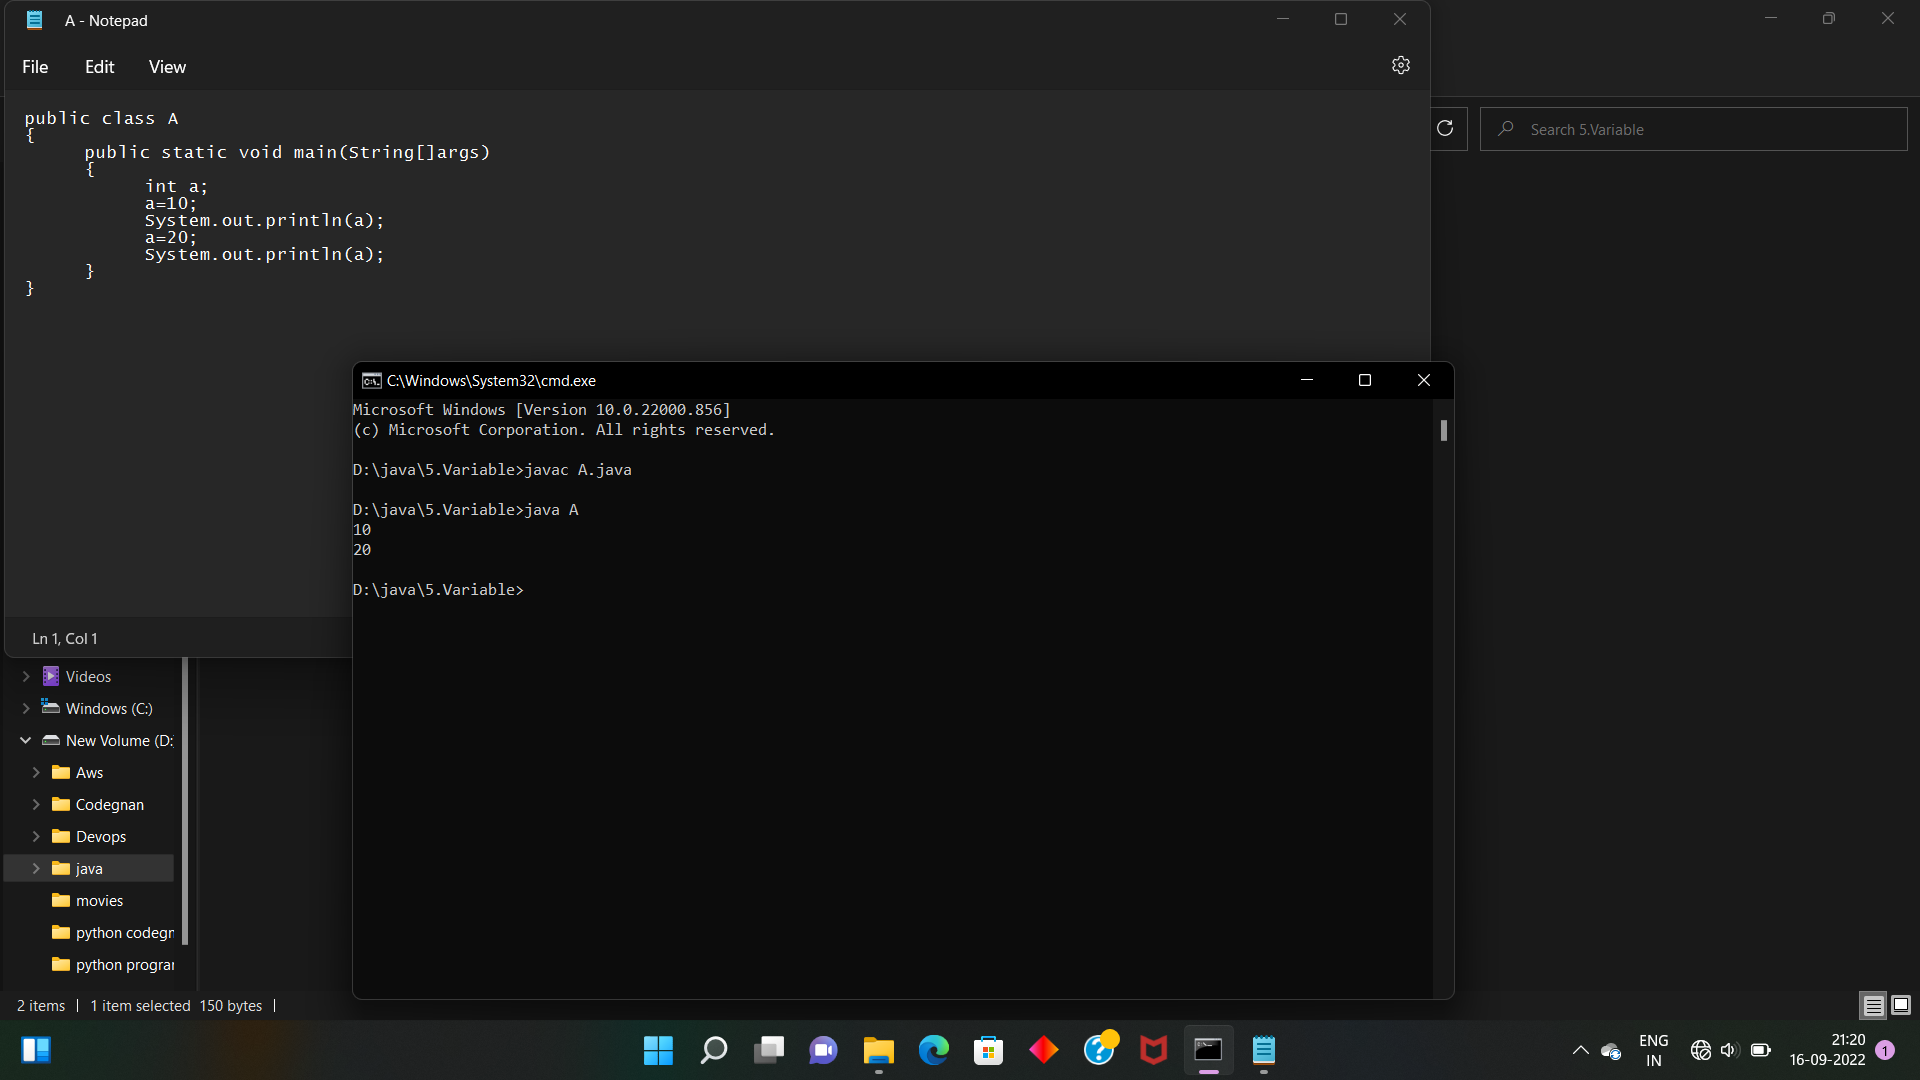 A - Notepad
File Edit View
public class A
{
public static void main(String[]args)
{
int a;
a=10;
System.out.println(a);
a=20;
System.out.println(a);
}
}
Ln 1, Col 1
Search 5.Variable
C:\Windows\System32\cmd.exe
Microsoft Windows [Version 10.0.22000.856]
(c) Microsoft Corporation. All rights reserved.
D:\java\5.Variable>javac A.java
D:\java\5.Variable>java A
10
20
D:\java\5.Variable>
Videos
Windows (C:)
New Volume (D:
Aws
Codegnan
Devops
java
movies
python codegn
python progra
2 items 1 item selected 150 bytes
ENG
IN
21:20
16-09-2022
1